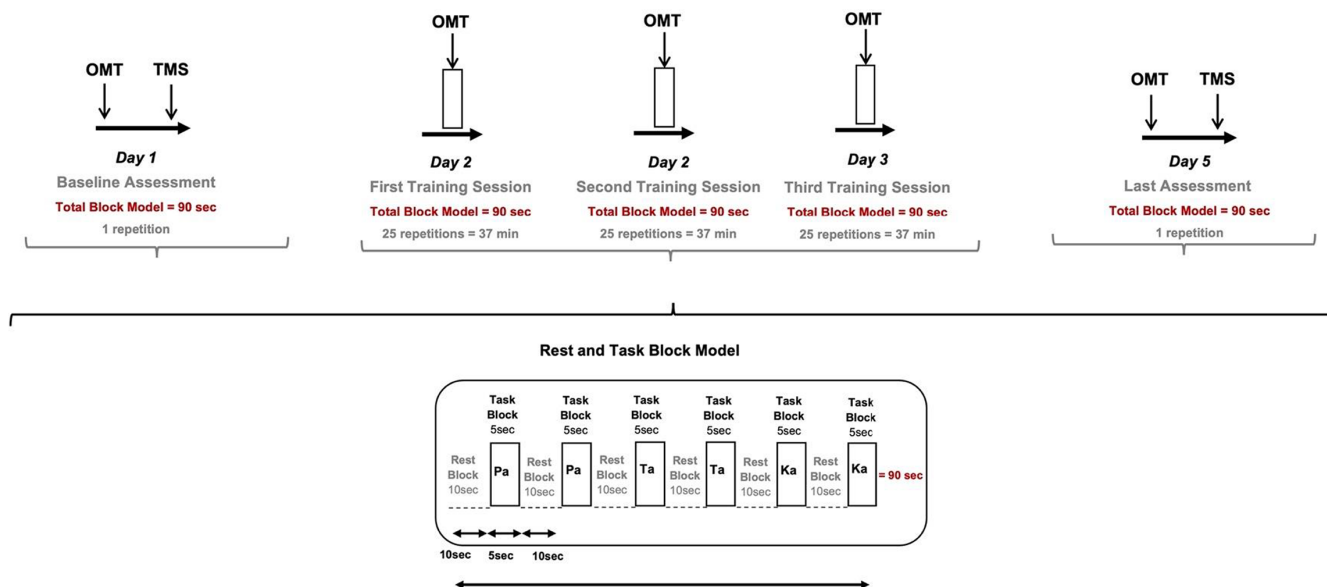 OMT TMS
Day 1
Baseline Assessment
Total Block Model = 90 sec
1 repetition
OMT
Day 2
First Training Session
Total Block Model = 90 sec
25 repetitions = 37 min
OMT
Day 2
Second Training Session
Total Block Model = 90 sec
25 repetitions = 37 min
OMT
Day 3
Third Training Session
Total Block Model = 90 sec
25 repetitions = 37 min
OMT TMS
Day 5
Last Assessment
Total Block Model = 90 sec
1 repetition
Rest and Task Block Model
Rest
Block
10sec
Task
Block
5sec
Pa
Rest
Block
10sec
Task
Block
5sec
Pa
Rest
Block
10sec
Task
Block
5sec
Ta
Rest
Block
10sec
Task
Block
5sec
Ta
Rest
Block
10sec
Task
Block
5sec
Ka
Rest
Block
10sec
Task
Block
5sec
Ka
= 90 sec
10sec 5sec 10sec